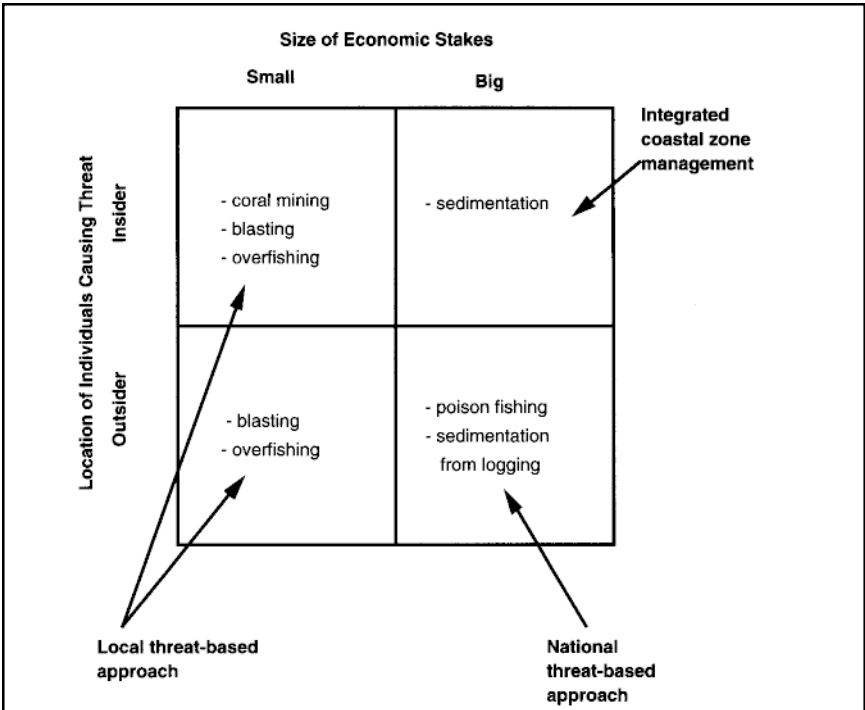 Size of Economic Stakes
Small
Big
Location of Individuals Causing Threat
Insider
Outsider
- coral mining
- blasting
- overfishing
- sedimentation
Integrated
coastal zone
management
- blasting
- overfishing
- poison fishing
- sedimentation
from logging
Local threat-based
approach
National
threat-based
approach